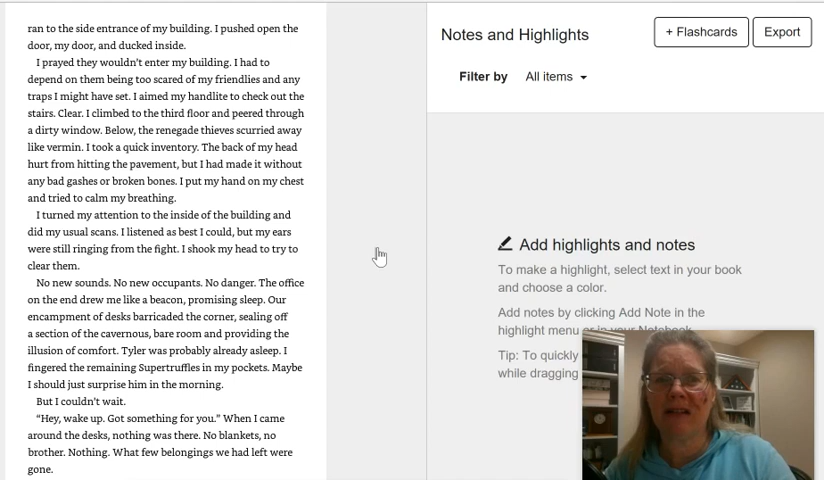 ran to the side entrance of my building. I pushed open the
door, my door, and ducked inside.
I prayed they wouldn't enter my building. I had to
depend on them being too scared of my friendlies and any
traps I might have set. I aimed my handlite to check out the
stairs. Clear. I climbed to the third floor and peered through
a dirty window. Below, the renegade thieves scurried away
like vermin. I took a quick inventory. The back of my head
hurt from hitting the pavement, but I had made it without
any bad gashes or broken bones. I put my hand on my chest
and tried to calm my breathing.
I turned my attention to the inside of the building and
did my usual scans. I listened as best I could, but my ears
were still ringing from the fight. I shook my head to try to
clear them.
No new sounds. No new occupants. No danger. The office
on the end drew me like a beacon, promising sleep. Our
encampment of desks barricaded the corner, sealing off
a section of the cavernous, bare room and providing the
illusion of comfort. Tyler was probably already asleep. I
fingered the remaining Supertruffles in my pockets. Maybe
I should just surprise him in the morning.
But I couldn't wait.
“Hey, wake up. Got something for you.” When I came
around the desks, nothing was there. No blankets, no
brother. Nothing. What few belongings we had left were
gone.
Notes and Highlights
+ Flashcards
Export
Filter by All items
Add highlights and notes
To make a highlight, select text in your book
and choose a color.
Add notes by clicking Add Note in the
highlight menu or in your Notebook.
Tip: To quickly
while dragging